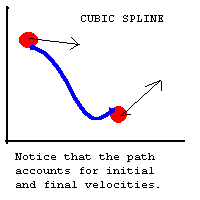 CUBIC SPLINE
Notice that the path
accounts for initial
and final velocities.